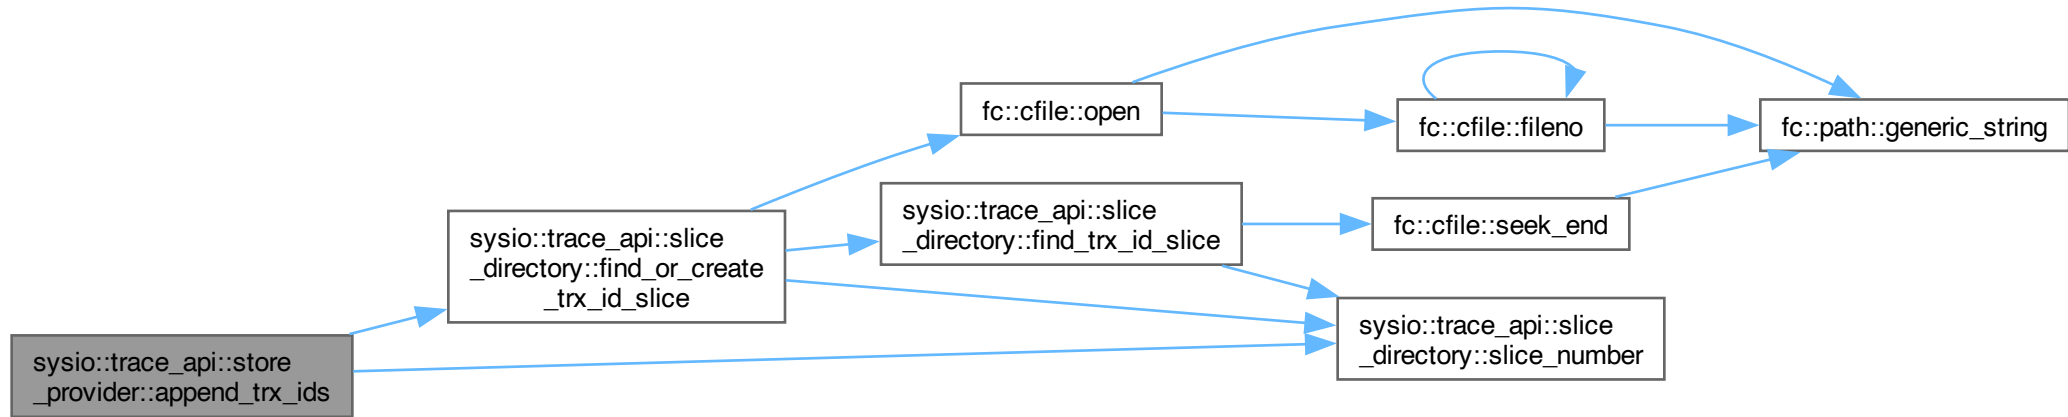 sysio::trace_api::store
_provider::append_trx_ids
sysio::trace_api::slice
_directory::find_or_create
_trx_id_slice
fc::cfile::open
sysio::trace_api::slice
_directory::find_trx_id_slice
fc::cfile::fileno
fc::cfile::seek_end
sysio::trace_api::slice
_directory::slice_number
fc::path::generic_string